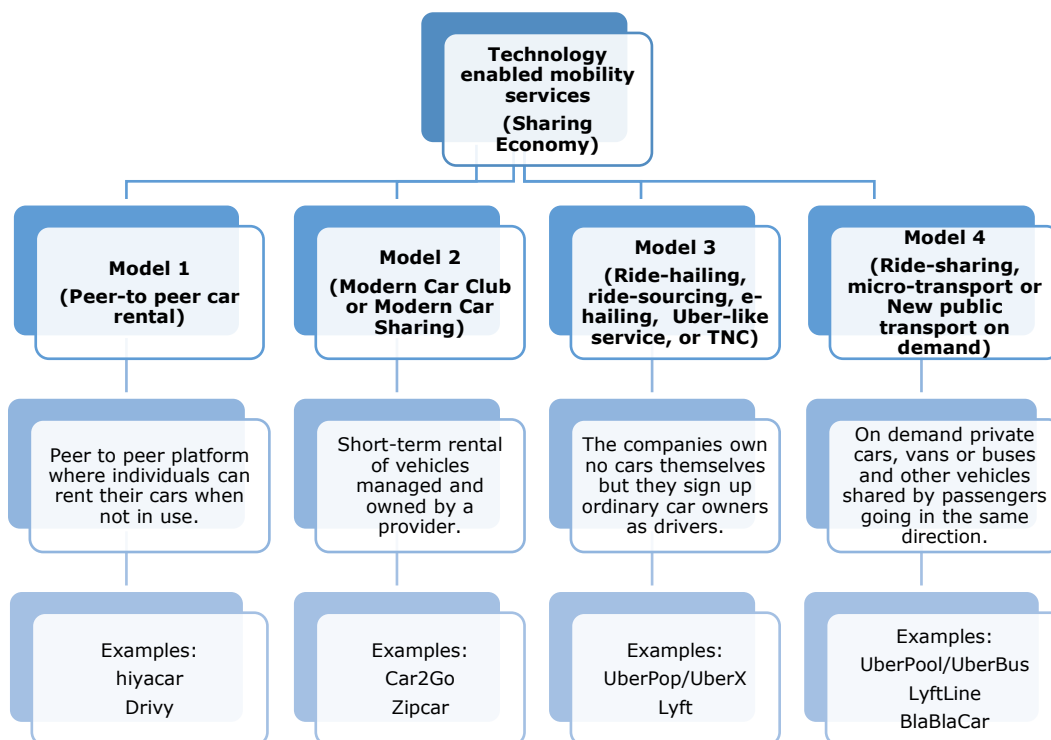 Technology
enabled mobility
services
(Sharing
Economy)
Model 1
(Peer-to peer car
rental)
Model 2
(Modern Car Club
or Modern Car
Sharing)
Model 3
(Ride-hailing,
ride-sourcing, e-
hailing, Uber-like
service, or TNC)
Model 4
(Ride-sharing,
micro-transport or
New public
transport on
demand)
Peer to peer platform
where individuals can
rent their cars when
not in use.
Short-term rental
of vehicles
managed and
owned by a
provider.
The companies own
no cars themselves
but they sign up
ordinary car owners
as drivers.
On demand private
cars, vans or buses
and other vehicles
shared by passengers
going in the same
direction.
Examples:
hiyacar
Drivy
Examples:
Car2Go
Zipcar
Examples:
UberPop/UberX
Lyft
Examples:
UberPool/UberBus
LyftLine
BlaBlaCar